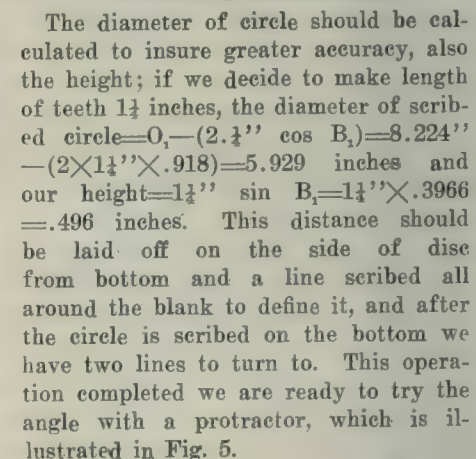 The diameter of circle should be cal-
culated to insure greater accuracy, also
the height; if we decide to make length
of teeth 1¼ inches, the diameter of scrib-
ed circle=O₁—(2.¼’’ cos B₁)=8.224’’
—(2×1¼’’×.918)=5.929 inches and
our height=1¼’’ sin B₁=1¼’’×.3966
=.496 inches. This distance should
be laid off on the side of disc
from bottom and a line scribed all
around the blank to define it, and after
the circle is scribed on the bottom we
have two lines to turn to. This opera-
tion completed we are ready to try the
angle with a protractor, which is il-
lustrated in Fig. 5.